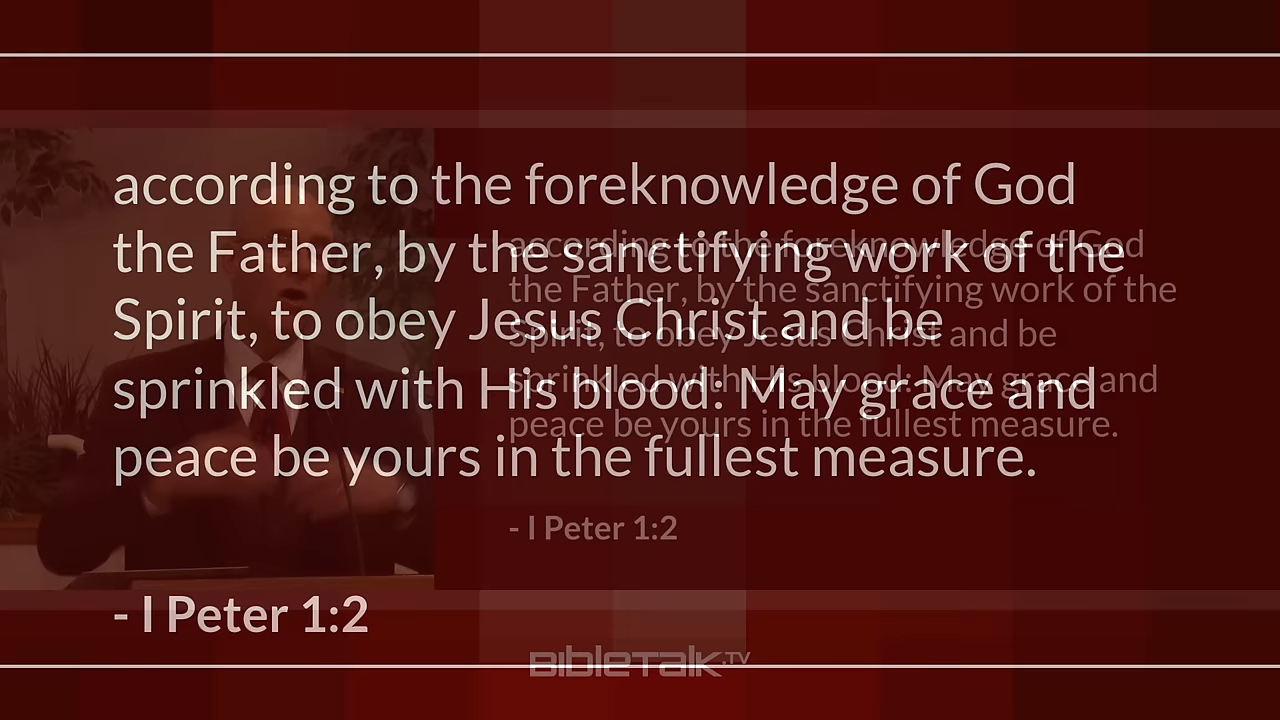 according to the foreknowledge of God
the Father, by the sanctifying work of the
Spirit, to obey Jesus Christ and be
sprinkled with His blood: May grace and
peace be yours in the fullest measure.
- I Peter 1:2
according to the foreknowledge of God
the Father, by the sanctifying work of the
Spirit, to obey Jesus Christ and be
sprinkled with His blood: May grace and
peace be yours in the fullest measure.
- I Peter 1:2
BIBLETALK.TV